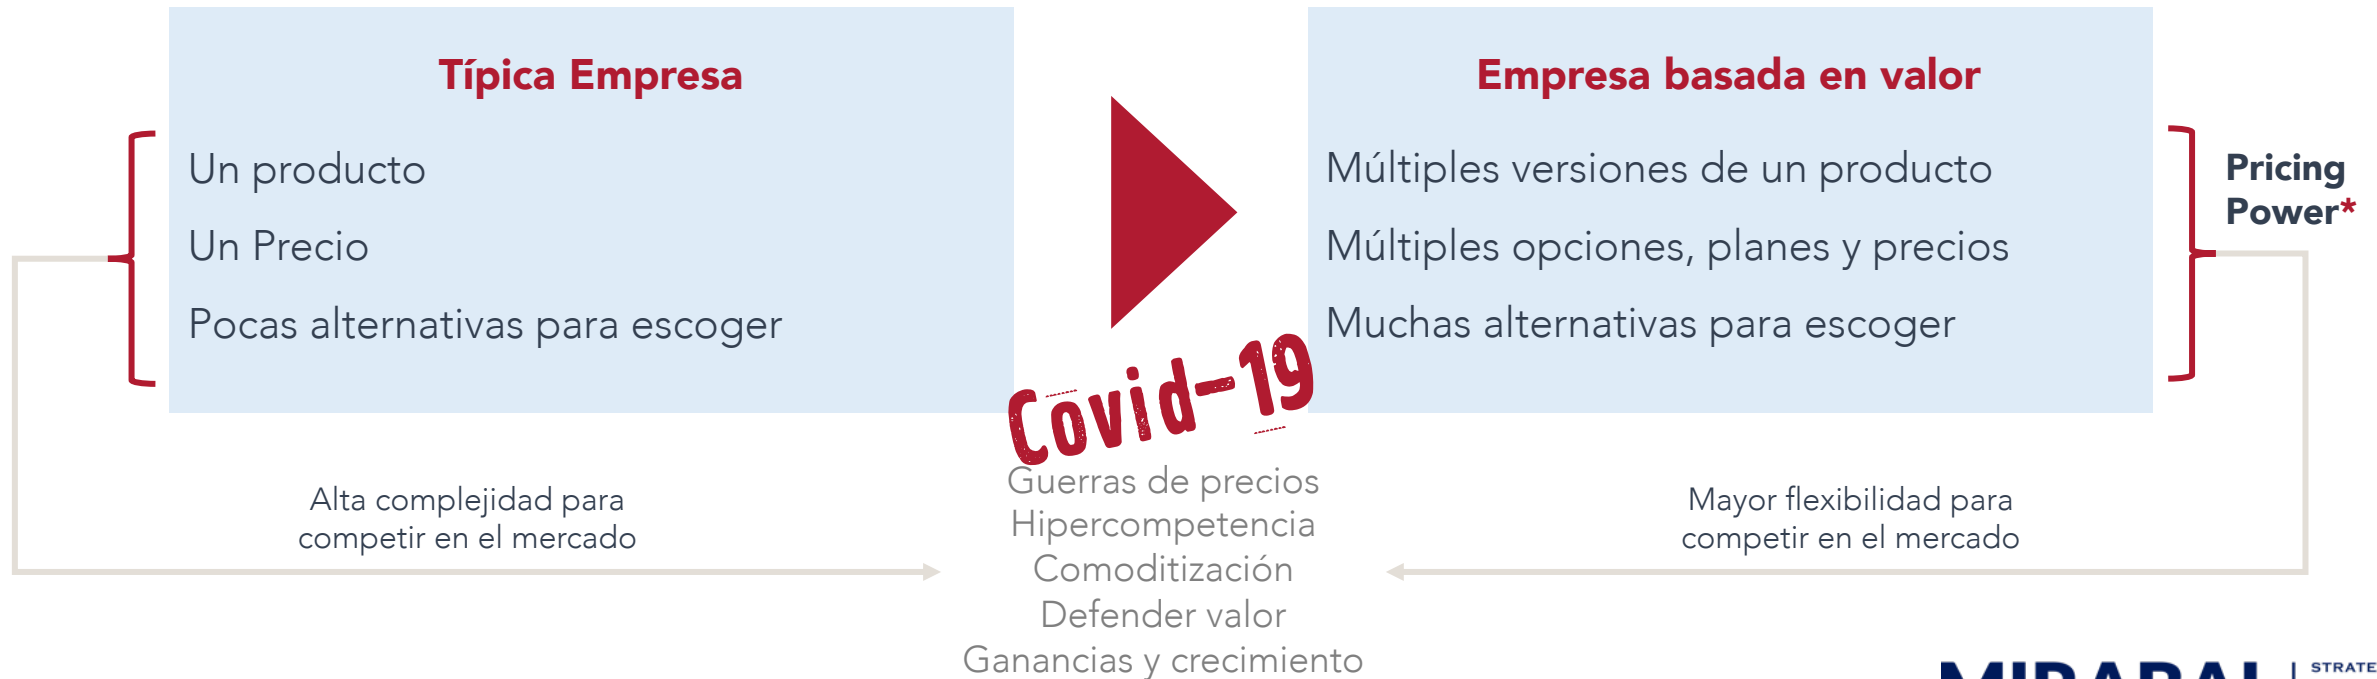 Típica Empresa
Un producto
Un Precio
Pocas alternativas para escoger
Empresa basada en valor
Múltiples versiones de un producto
Múltiples opciones, planes y precios
Muchas alternativas para escoger
Pricing
Power*
Covid-19
Guerras de precios
Hipercompetencia
Comoditización
Defender valor
Ganancias y crecimiento
Alta complejidad para
competir en el mercado
Mayor flexibilidad para
competir en el mercado